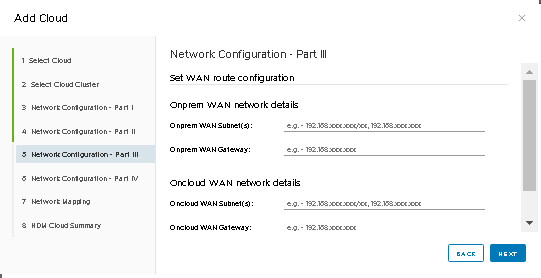 Add Cloud
1 Select Cloud
2 Select Cloud Cluster
3 Network Configuration - Part I
4 Network Configuration - Part II
5 Network Configuration - Part III
6 Network Configuration - Part IV
7 Network Mapping
8 HDM Cloud Summary
Network Configuration - Part III
Set WAN route configuration
Onprem WAN network details
Onprem WAN Subnet(s): e.g. - 192.168.xxx.xxx/xx, 192.168.xxx.xxx
Onprem WAN Gateway: e.g. - 192.168.xxx.xxx
Oncloud WAN network details
Oncloud WAN Subnet(s): e.g. - 192.168.xxx.xxx/xx, 192.168.xxx.xxx
Oncloud WAN Gateway: e.g. - 192.168.xxx.xxx
BACK NEXT